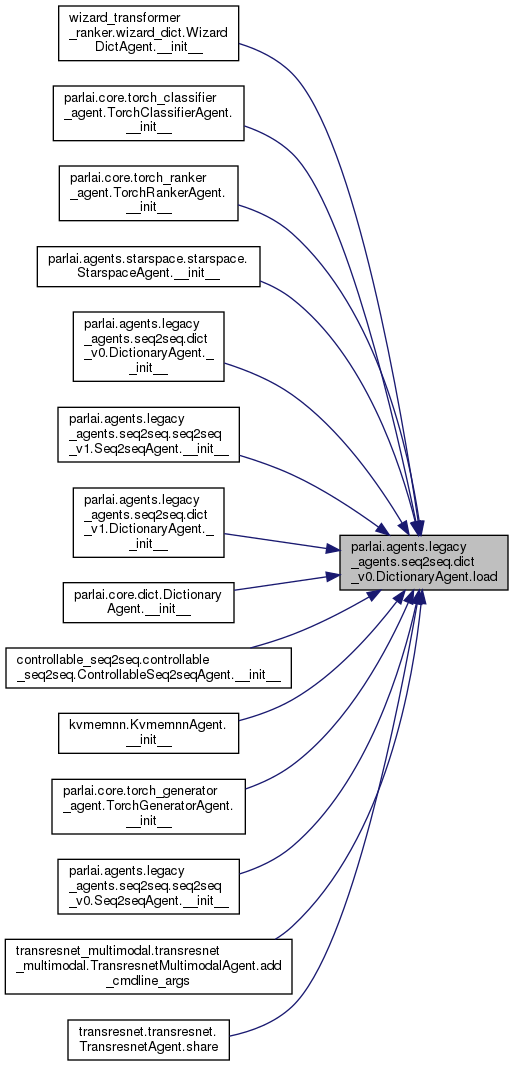 wizard_transformer
_ranker.wizard_dict.Wizard
DictAgent.__init__
parlai.core.torch_classifier
_agent.TorchClassifierAgent.
__init__
parlai.core.torch_ranker
_agent.TorchRankerAgent.
__init__
parlai.agents.starspace.starspace.
StarspaceAgent.__init__
parlai.agents.legacy
_agents.seq2seq.dict
_v0.DictionaryAgent._
_init__
parlai.agents.legacy
_agents.seq2seq.seq2seq
_v1.Seq2seqAgent.__init__
parlai.agents.legacy
_agents.seq2seq.dict
_v1.DictionaryAgent._
_init__
parlai.agents.legacy
_agents.seq2seq.dict
_v0.DictionaryAgent.load
parlai.core.dict.Dictionary
Agent.__init__
controllable_seq2seq.controllable
_seq2seq.ControllableSeq2seqAgent.__init__
kvmemnn.KvmemnnAgent.
__init__
parlai.core.torch_generator
_agent.TorchGeneratorAgent.
__init__
parlai.agents.legacy
_agents.seq2seq.seq2seq
_v0.Seq2seqAgent.__init__
transresnet_multimodal.transresnet
_multimodal.TransresnetMultimodalAgent.add
_cmdline_args
transresnet.transresnet.
TransresnetAgent.share